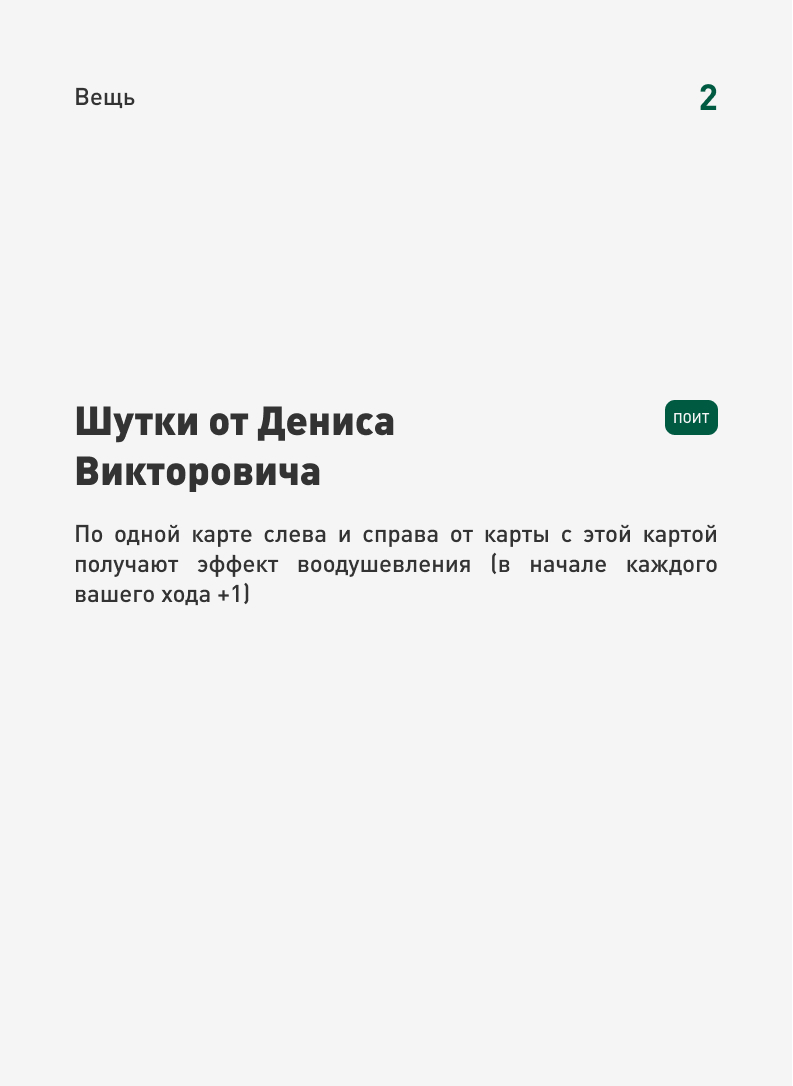 Вещь
2
Шутки от Дениса
Викторовича
ПОИТ
По одной карте слева и справа от карты с этой картой
получают эффект воодушевления (в начале каждого
вашего хода +1)